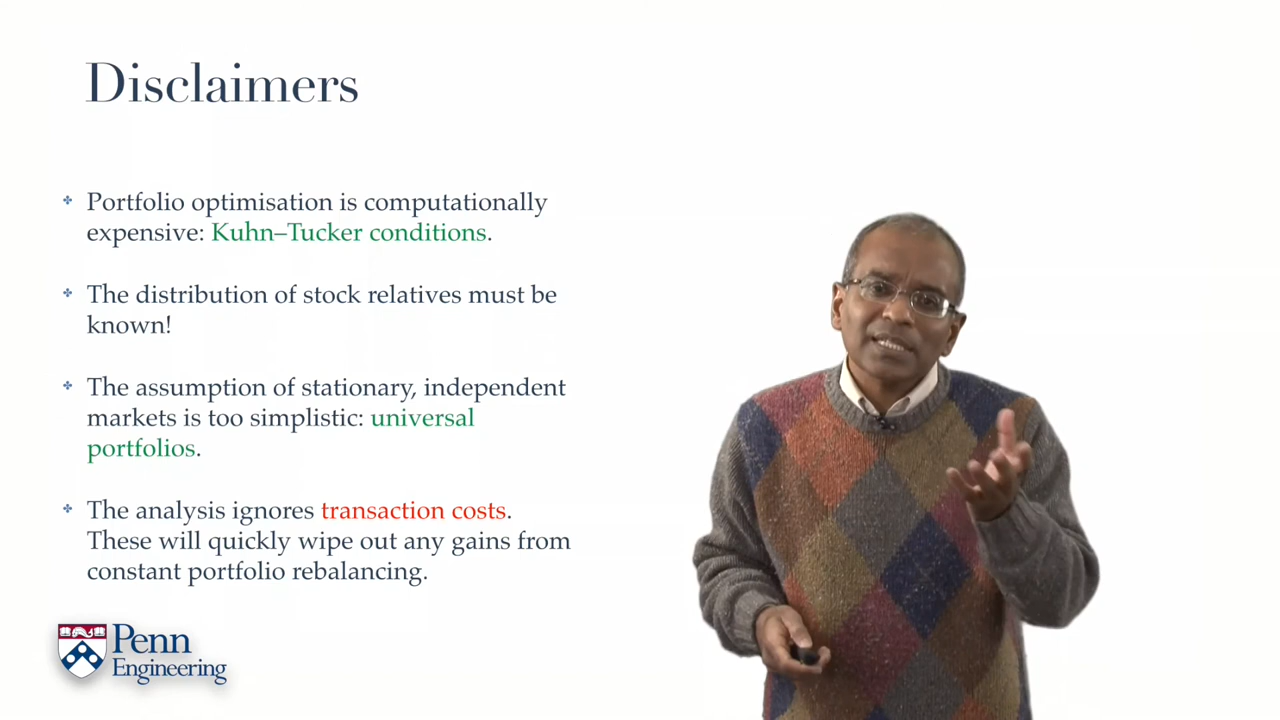 Disclaimers
Portfolio optimisation is computationally
expensive: Kuhn–Tucker conditions.
The distribution of stock relatives must be
known!
The assumption of stationary, independent
markets is too simplistic: universal
portfolios.
The analysis ignores transaction costs.
These will quickly wipe out any gains from
constant portfolio rebalancing.
Penn
Engineering